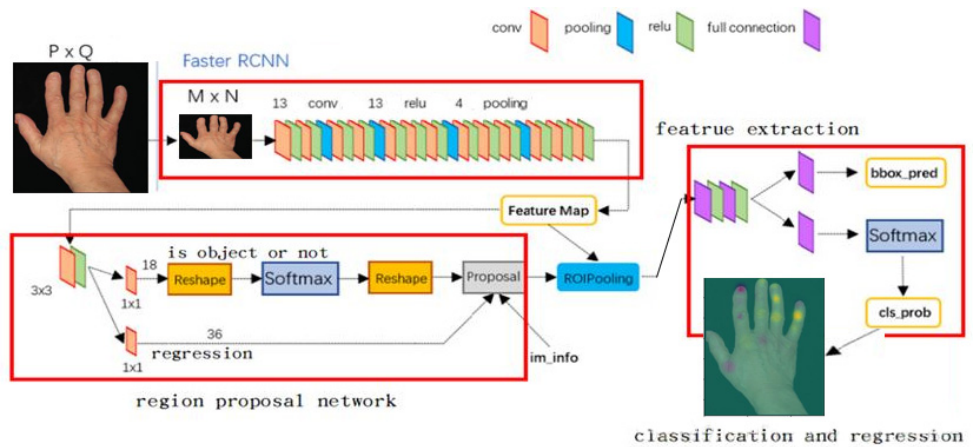 conv pooling relu full connection
P x Q
Faster RCNN
M x N
13 conv 13 relu 4 pooling
featrue extraction
bbox_pred
Feature Map
Softmax
is object or not
18
Reshape Softmax Reshape Proposal ROIPooling
3x3
1x1
cls_prob
36
regression
1x1
im_info
region proposal network
classification and regression